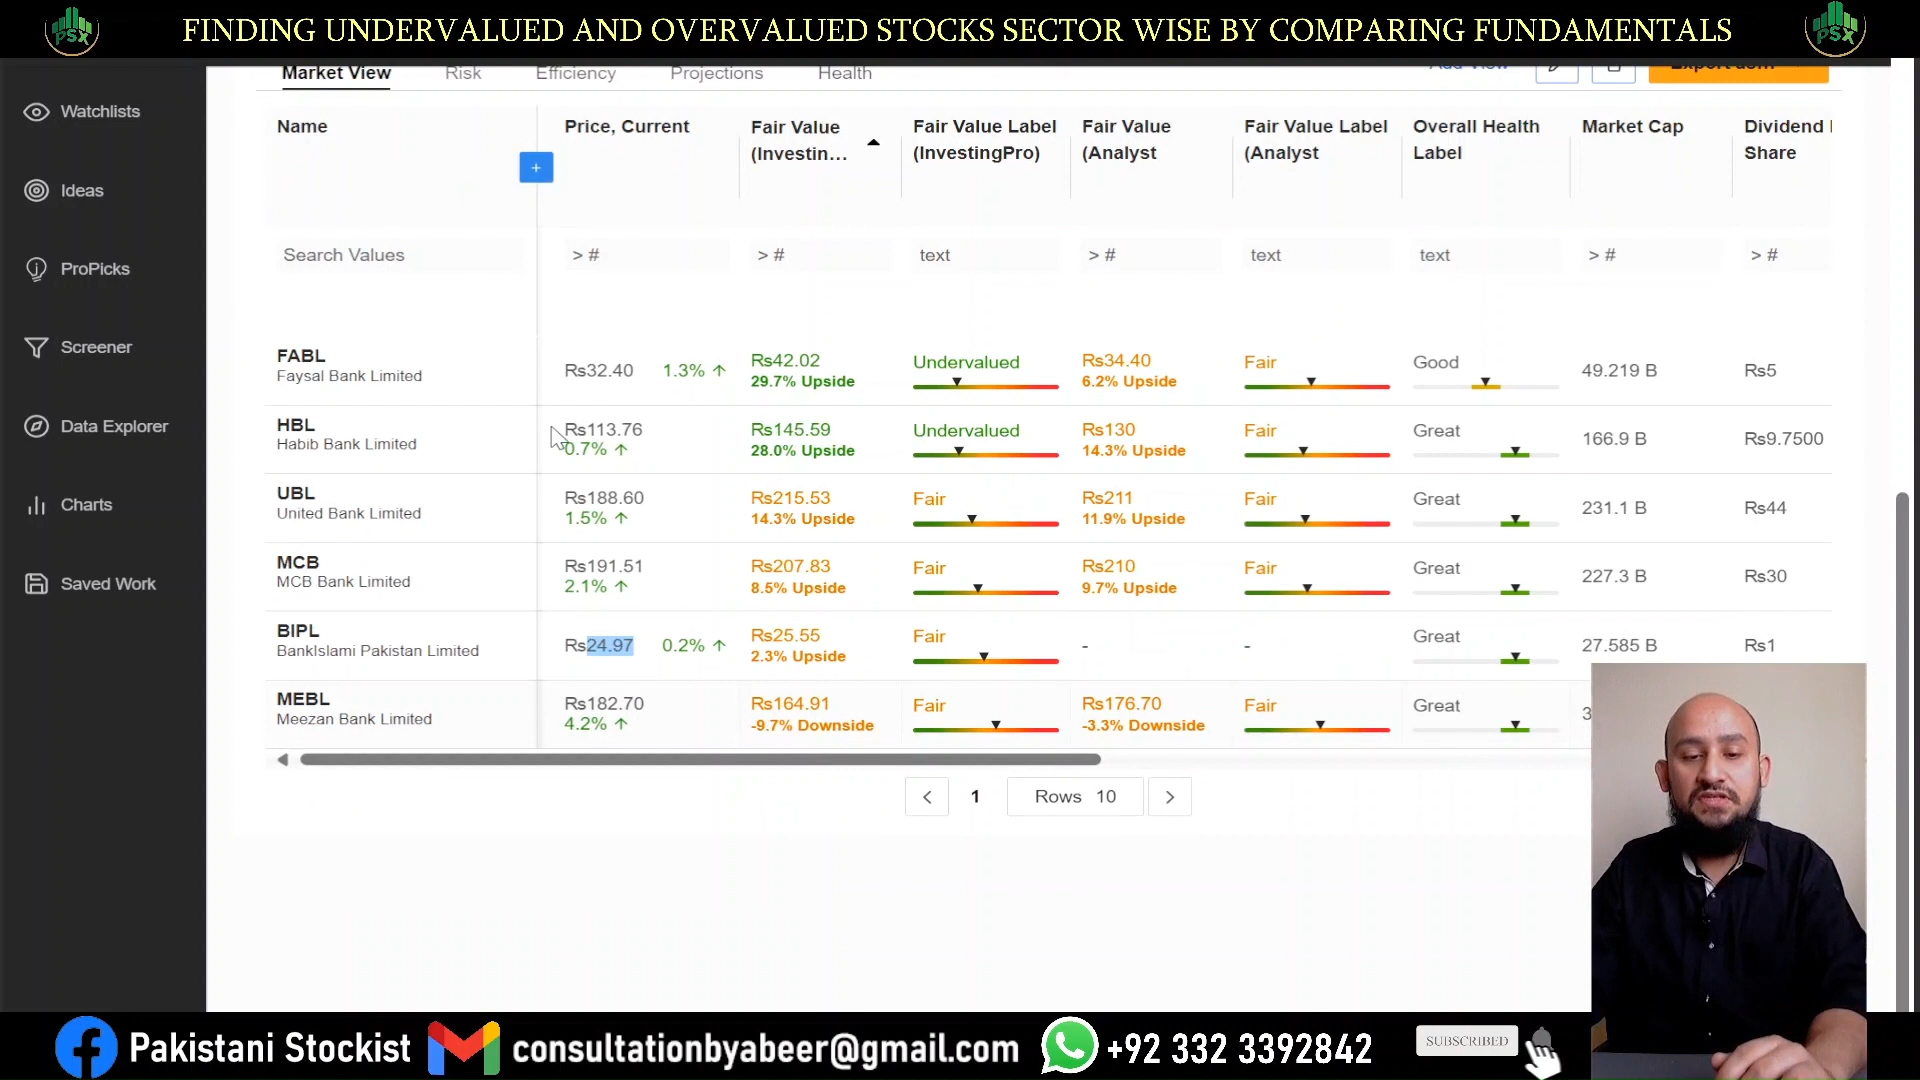 PSX FINDING UNDERVALUED AND OVERVALUED STOCKS SECTOR WISE BY COMPARING FUNDAMENTALS PSX
Market View Risk Efficiency Projections Health
Watchlists
Ideas
ProPicks
Screener
Data Explorer
Charts
Saved Work
Name Price, Current Fair Value (Investin... Fair Value Label (InvestingPro) Fair Value (Analyst Fair Value Label (Analyst Overall Health Label Market Cap Dividend Share
+
Search Values > # > # text > # text text > # > #
FABL
Faysal Bank Limited
Rs32.40 1.3% ↑ Rs42.02 29.7% Upside Undervalued Rs34.40 6.2% Upside Fair Good 49.219 B Rs5
HBL
Habib Bank Limited
Rs113.76 0.7% ↑ Rs145.59 28.0% Upside Undervalued Rs130 14.3% Upside Fair Great 166.9 B Rs9.7500
UBL
United Bank Limited
Rs188.60 1.5% ↑ Rs215.53 14.3% Upside Fair Rs211 11.9% Upside Fair Great 231.1 B Rs44
MCB
MCB Bank Limited
Rs191.51 2.1% ↑ Rs207.83 8.5% Upside Fair Rs210 9.7% Upside Fair Great 227.3 B Rs30
BIPL
BankIslami Pakistan Limited
Rs24.97 0.2% ↑ Rs25.55 2.3% Upside Fair - - Great 27.585 B Rs1
MEBL
Meezan Bank Limited
Rs182.70 4.2% ↑ Rs164.91 -9.7% Downside Fair Rs176.70 -3.3% Downside Fair Great 3
< 1 Rows 10 >
Pakistani Stockist consultationbyabeer@gmail.com +92 332 3392842 SUBSCRIBED